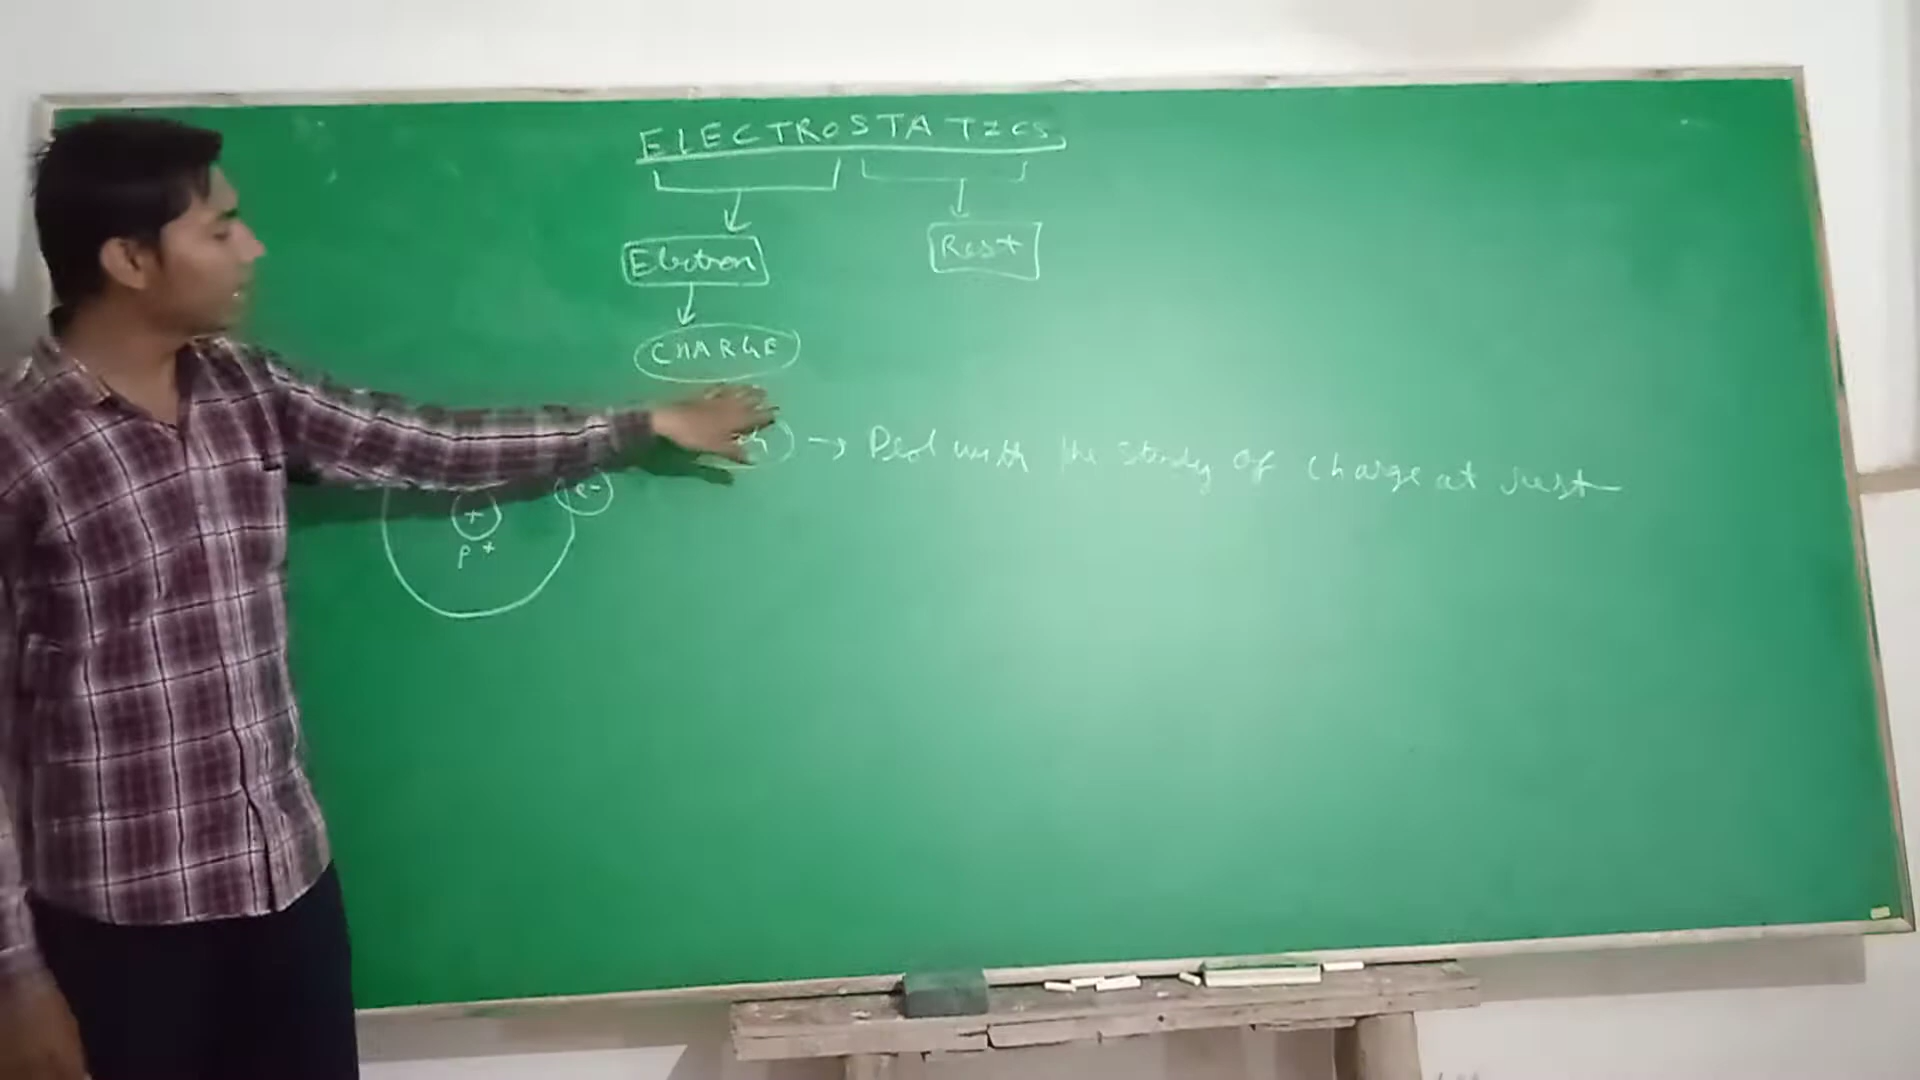 ELECTROSTATICS
Electron Rest
CHARGE
→ Deal with the study of charge at rest
e-
+
P+